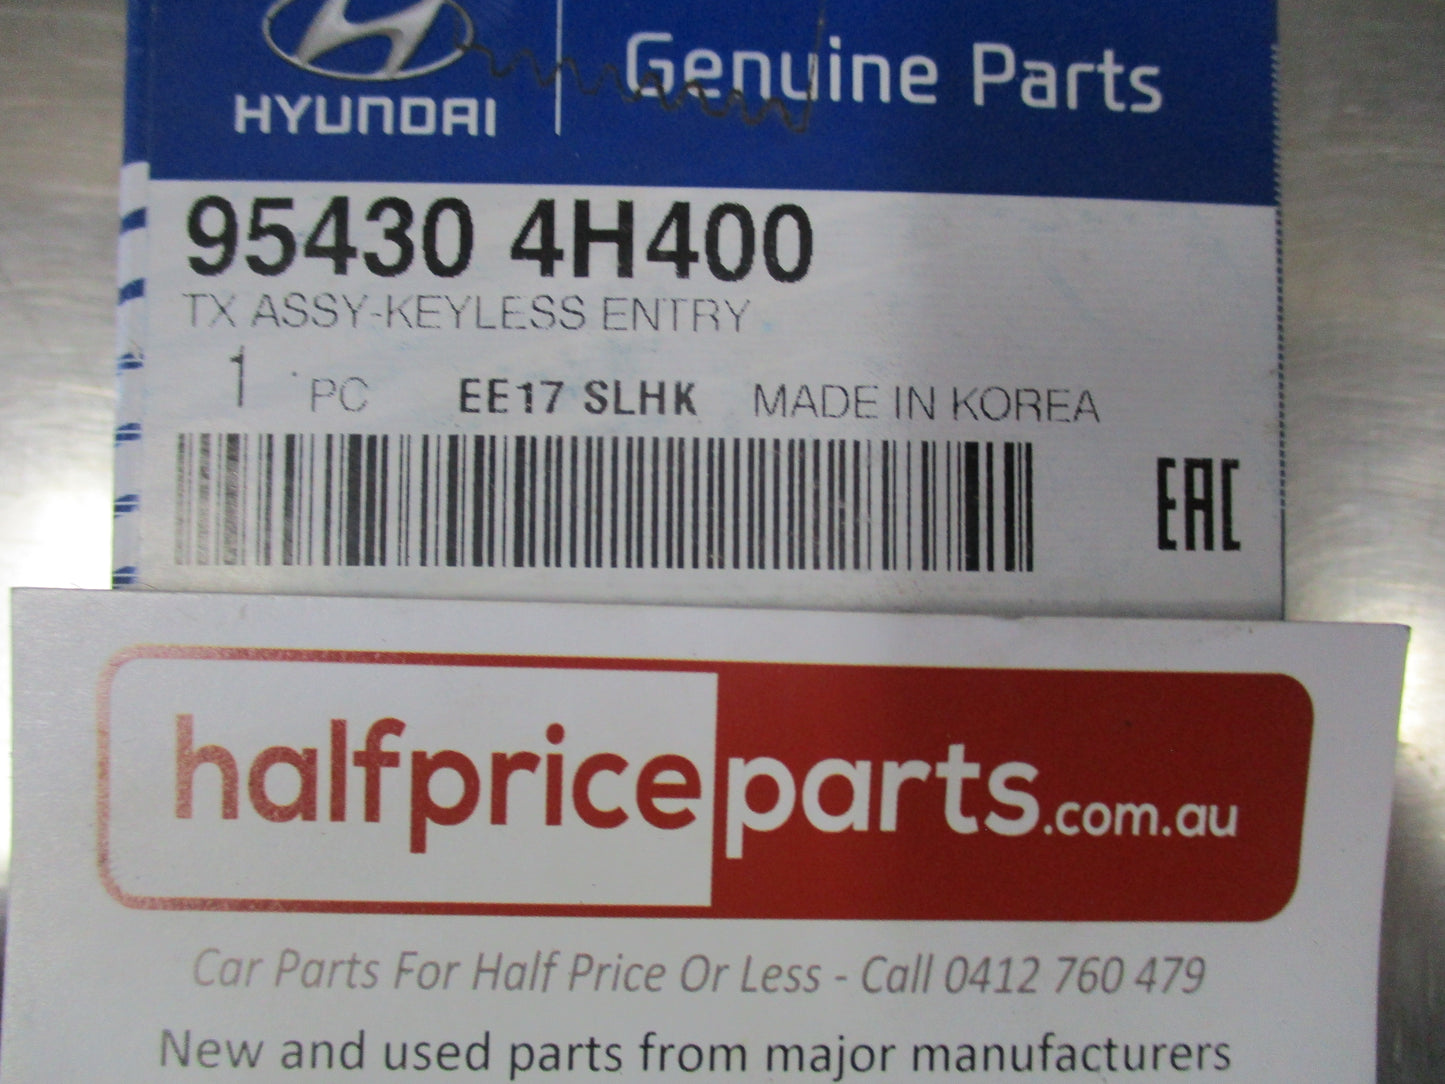 HYUNDAI
Genuine Parts
95430 4H400
TX ASSY-KEYLESS ENTRY
1 PC EE17 SLHK MADE IN KOREA
EAC
halfpriceparts.com.au
Car Parts For Half Price Or Less - Call 0412 760 479
New and used parts from major manufacturers